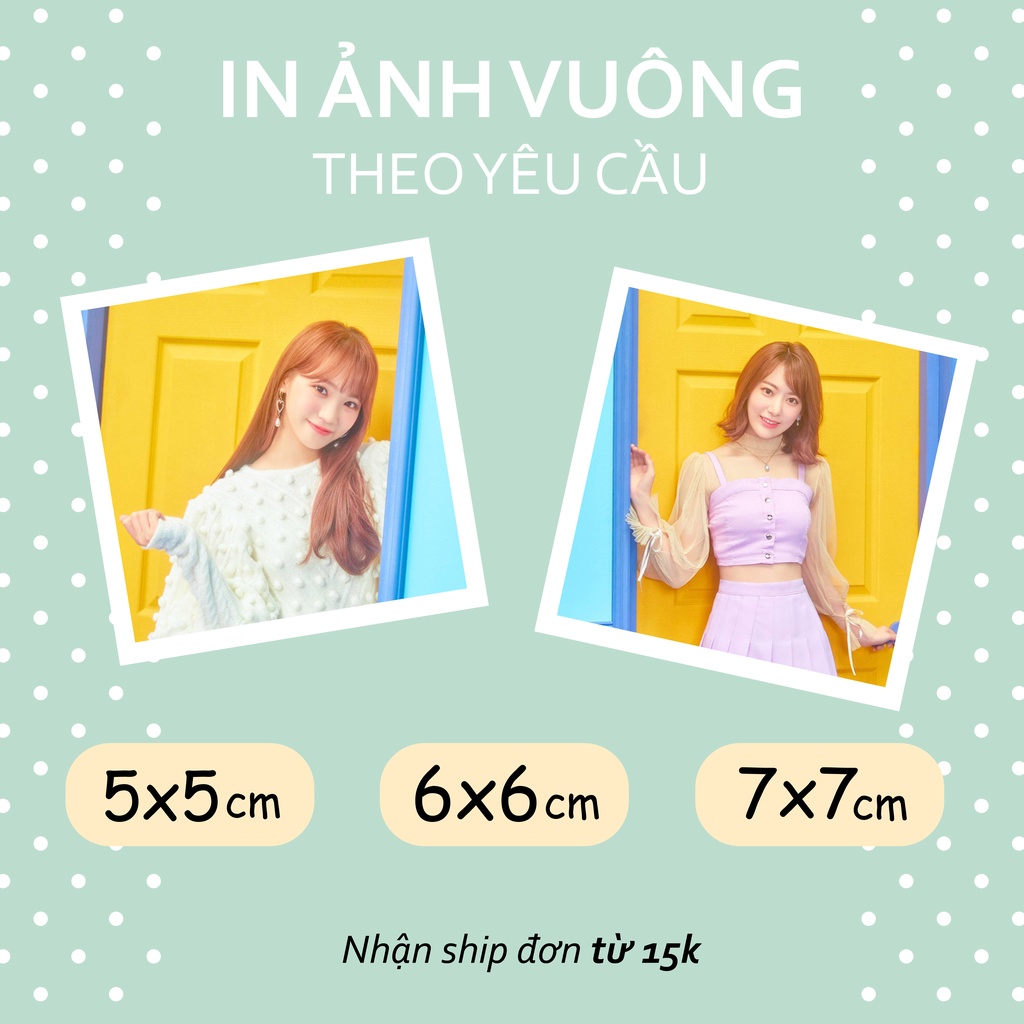 IN ẢNH VUÔNG
THEO YÊU CẦU
5x5cm
6x6cm
7x7cm
Nhận ship đơn từ 15k